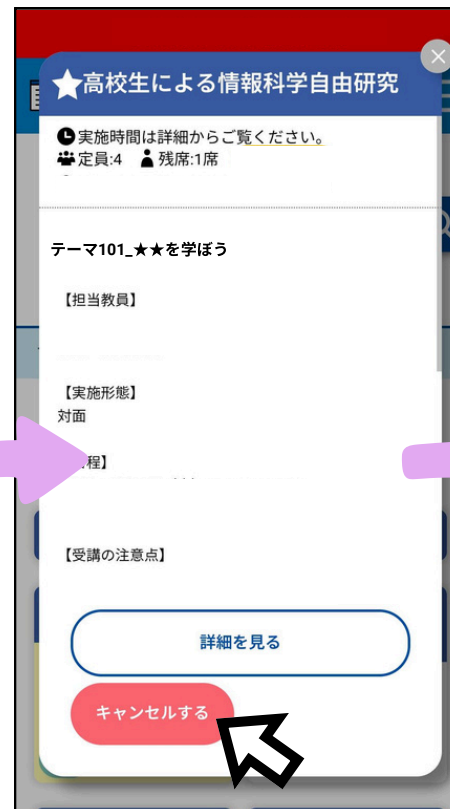 高校生による情報科学自由研究
実施時間は詳細からご覧ください。
定員:4 残席:1席
テーマ101_★★を学ぼう
【担当教員】
【実施形態】
対面
程】
【受講の注意点】
詳細を見る
キャンセルする